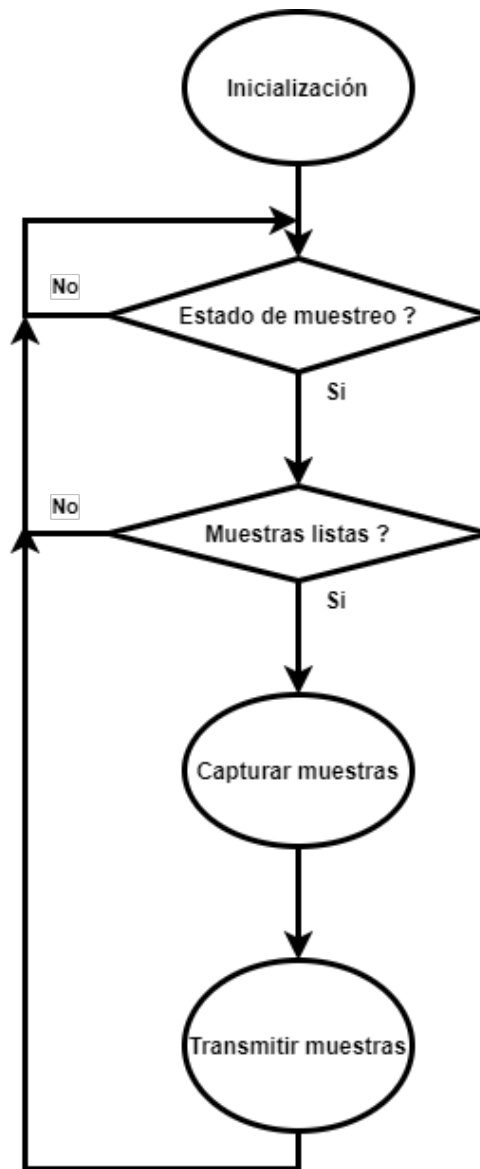 Inicialización
No
Estado de muestreo ?
Si
No
Muestras listas ?
Si
Capturar muestras
Transmitir muestras